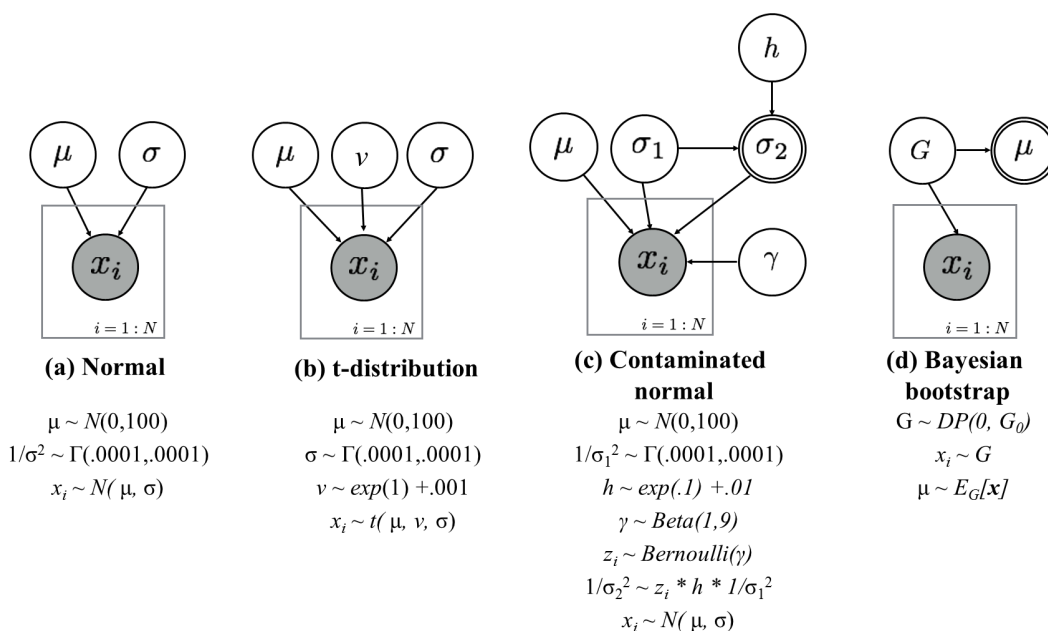 h
μ
σ
μ
ν
σ
μ
σ₁
σ₂
G
μ
xᵢ
xᵢ
xᵢ
γ
xᵢ
i = 1 : N
i = 1 : N
i = 1 : N
i = 1 : N
(a) Normal
μ ~ N(0,100)
1/σ² ~ Γ(.0001,.0001)
xᵢ ~ N( μ, σ)
(b) t-distribution
μ ~ N(0,100)
σ ~ Γ(.0001,.0001)
ν ~ exp(1) +.001
xᵢ ~ t( μ, ν, σ)
(c) Contaminated
normal
μ ~ N(0,100)
1/σ₁² ~ Γ(.0001,.0001)
h ~ exp(.1) +.01
γ ~ Beta(1,9)
zᵢ ~ Bernoulli(γ)
1/σ₂² ~ zᵢ * h * 1/σ₁²
xᵢ ~ N( μ, σ)
(d) Bayesian
bootstrap
G ~ DP(0, G₀)
xᵢ ~ G
μ ~ E_G[x]